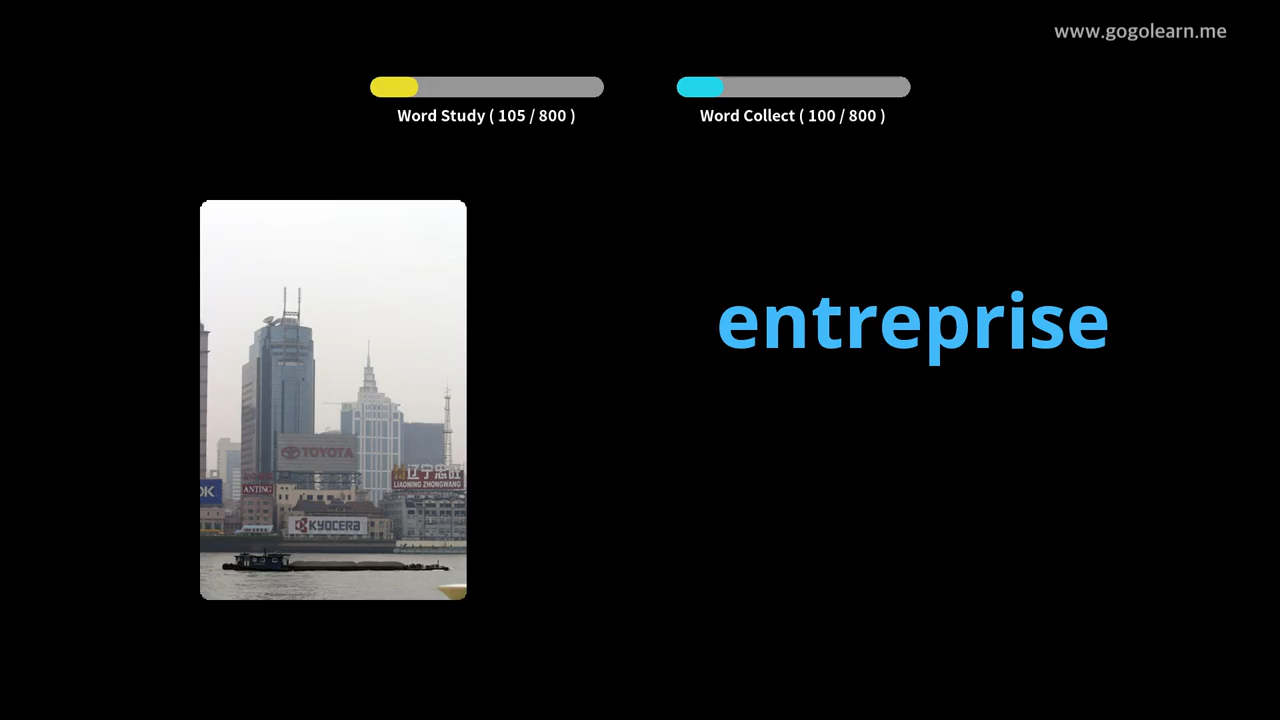 www.gogolearn.me
Word Study ( 105 / 800 )
Word Collect ( 100 / 800 )
entreprise
TOYOTA
辽宁忠旺
LIAONING ZHONGWANG
OK
ANTING
KYOCERA